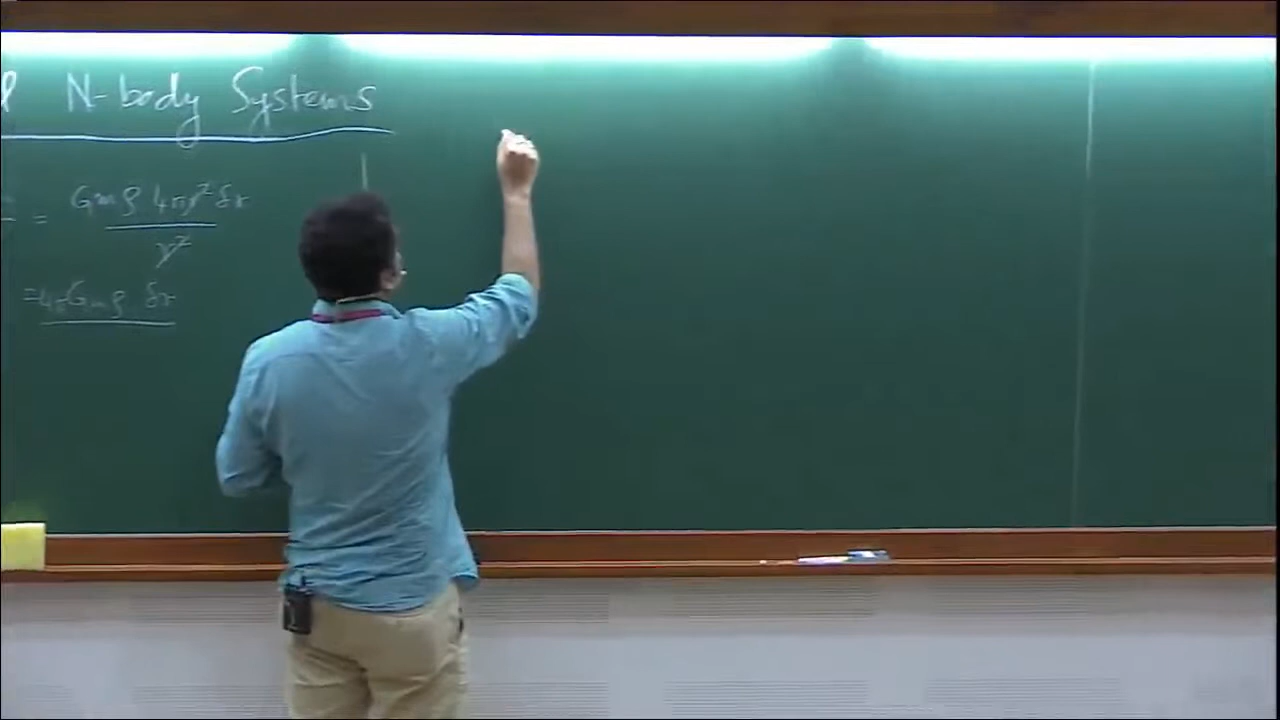 N-body Systems
= Gmρ 4πr² δr
r²
= 4πGmρ δr